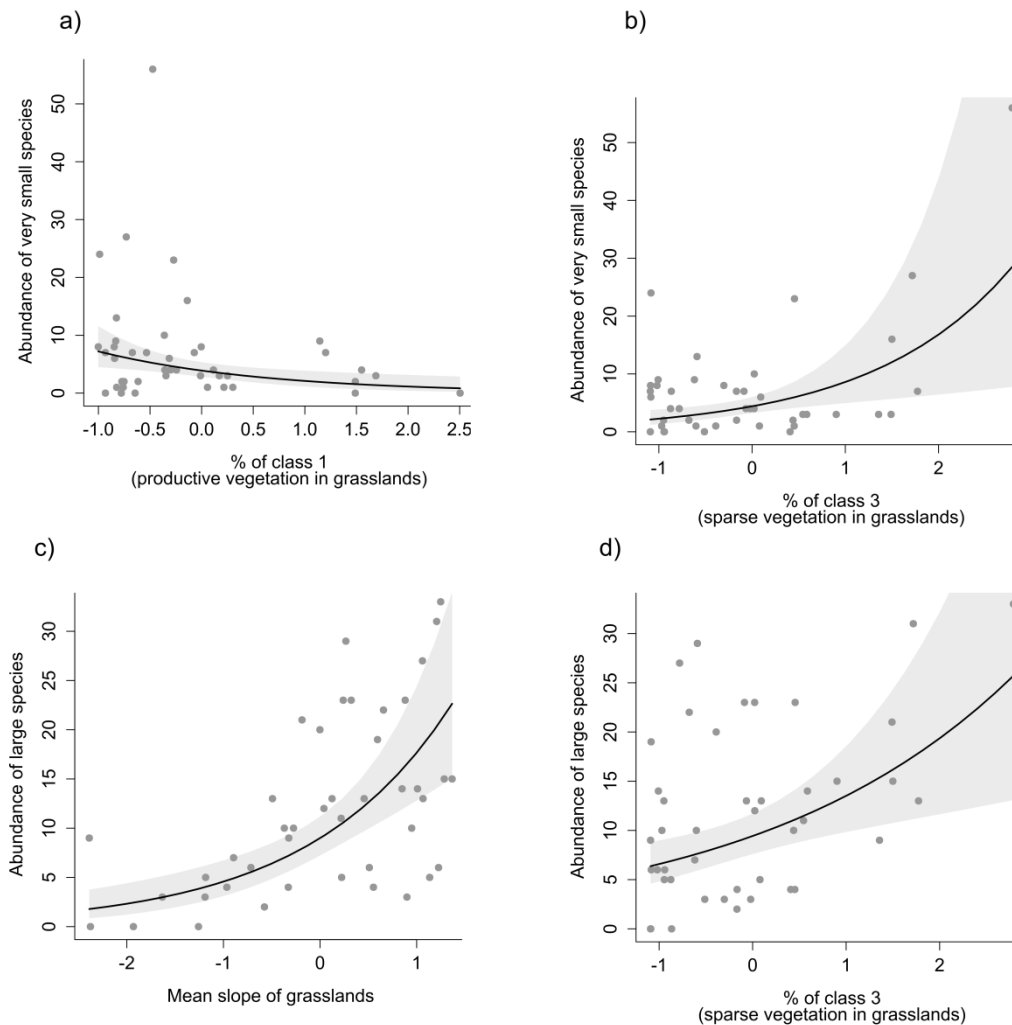 a)
Abundance of very small species
50
40
30
20
10
0
-1.0 -0.5 0.0 0.5 1.0 1.5 2.0 2.5
% of class 1
(productive vegetation in grasslands)
b)
Abundance of very small species
50
40
30
20
10
0
-1 0 1 2
% of class 3
(sparse vegetation in grasslands)
c)
Abundance of large species
30
25
20
15
10
5
0
-2 -1 0 1
Mean slope of grasslands
d)
Abundance of large species
30
25
20
15
10
5
0
-1 0 1 2
% of class 3
(sparse vegetation in grasslands)